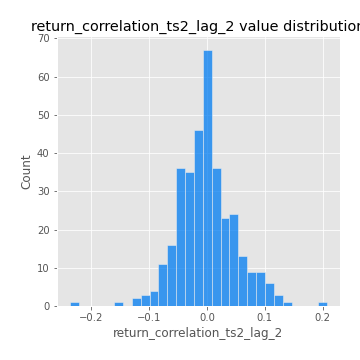 return_correlation_ts2_lag_2 value distribution
70
60
50
40
30
20
10
0
Count
−0.2 −0.1 0.0 0.1 0.2
return_correlation_ts2_lag_2